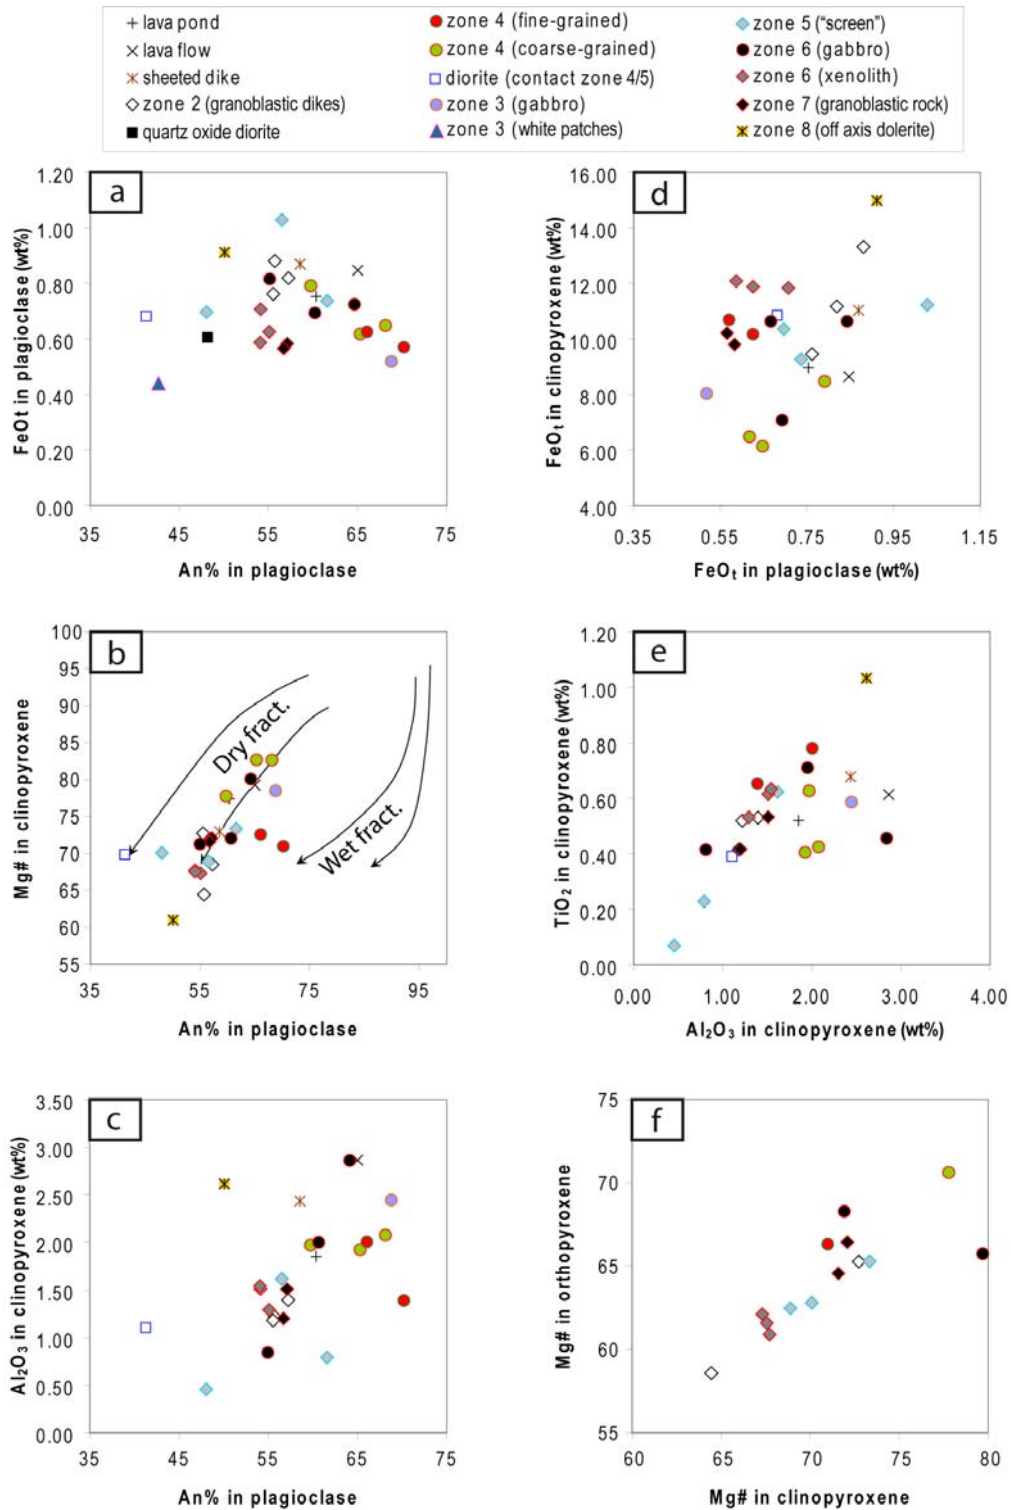 lava pond
lava flow
sheeted dike
zone 2 (granoblastic dikes)
quartz oxide diorite
zone 4 (fine-grained)
zone 4 (coarse-grained)
diorite (contact zone 4/5)
zone 3 (gabbro)
zone 3 (white patches)
zone 5 ("screen")
zone 6 (gabbro)
zone 6 (xenolith)
zone 7 (granoblastic rock)
zone 8 (off axis dolerite)
a
FeOt in plagioclase (wt%)
1.20
1.00
0.80
0.60
0.40
0.20
0.00
35 45 55 65 75
An% in plagioclase
d
FeOₜ in clinopyroxene (wt%)
16.00
14.00
12.00
10.00
8.00
6.00
4.00
0.35 0.55 0.75 0.95 1.15
FeOₜ in plagioclase (wt%)
b
Mg# in clinopyroxene
100
95
90
85
80
75
70
65
60
55
35 55 75 95
Dry fract.
Wet fract.
An% in plagioclase
e
TiO₂ in clinopyroxene (wt%)
1.20
1.00
0.80
0.60
0.40
0.20
0.00
0.00 1.00 2.00 3.00 4.00
Al₂O₃ in clinopyroxene (wt%)
c
Al₂O₃ in clinopyroxene (wt%)
3.50
3.00
2.50
2.00
1.50
1.00
0.50
0.00
35 45 55 65 75
An% in plagioclase
f
Mg# in orthopyroxene
75
70
65
60
55
60 65 70 75 80
Mg# in clinopyroxene